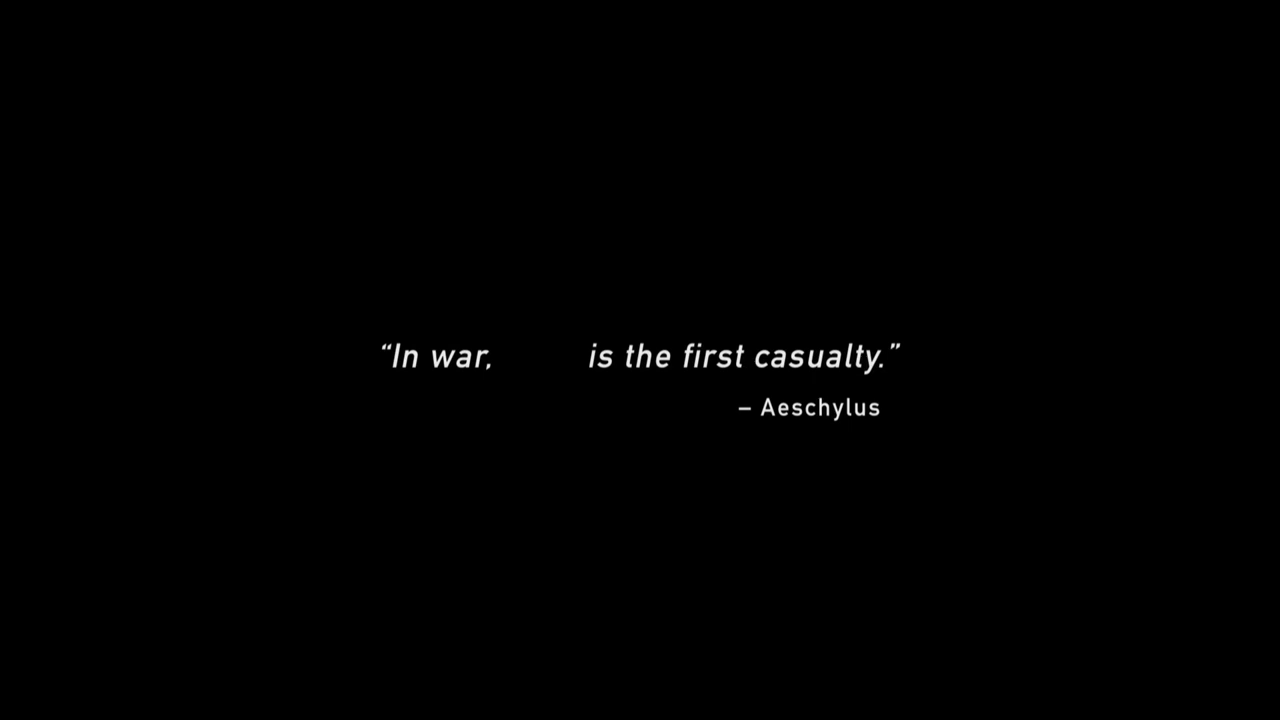 “In war, is the first casualty.”
– Aeschylus